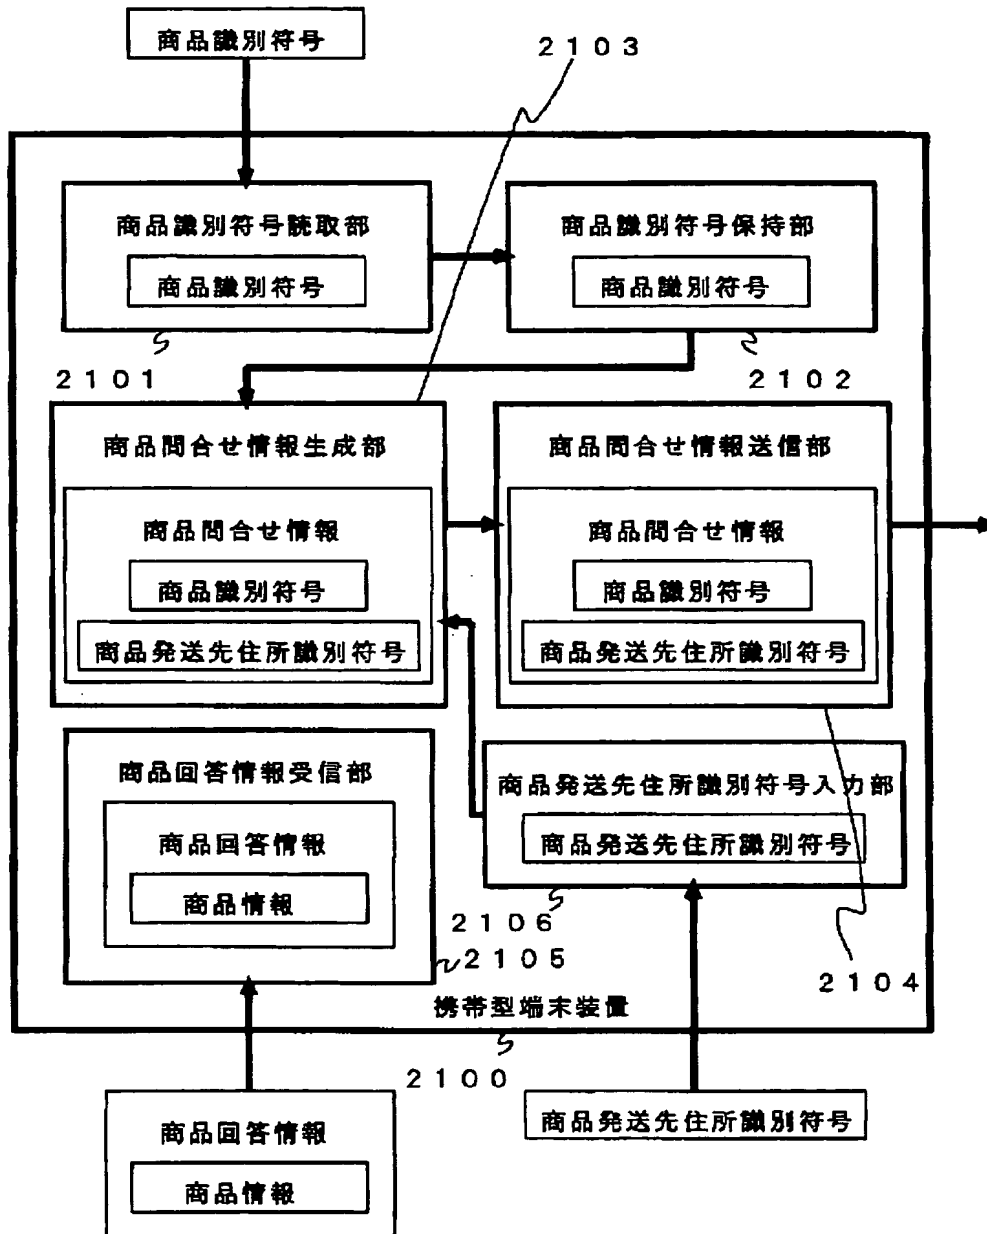 商品識別符号
2103
商品識別符号読取部
商品識別符号
2101
商品識別符号保持部
商品識別符号
2102
商品問合せ情報生成部
商品問合せ情報
商品識別符号
商品発送先住所識別符号
商品問合せ情報送信部
商品問合せ情報
商品識別符号
商品発送先住所識別符号
商品回答情報受信部
商品回答情報
商品情報
2105
商品発送先住所識別符号入力部
商品発送先住所識別符号
2106
2104
携帯型端末装置
2100
商品回答情報
商品情報
商品発送先住所識別符号